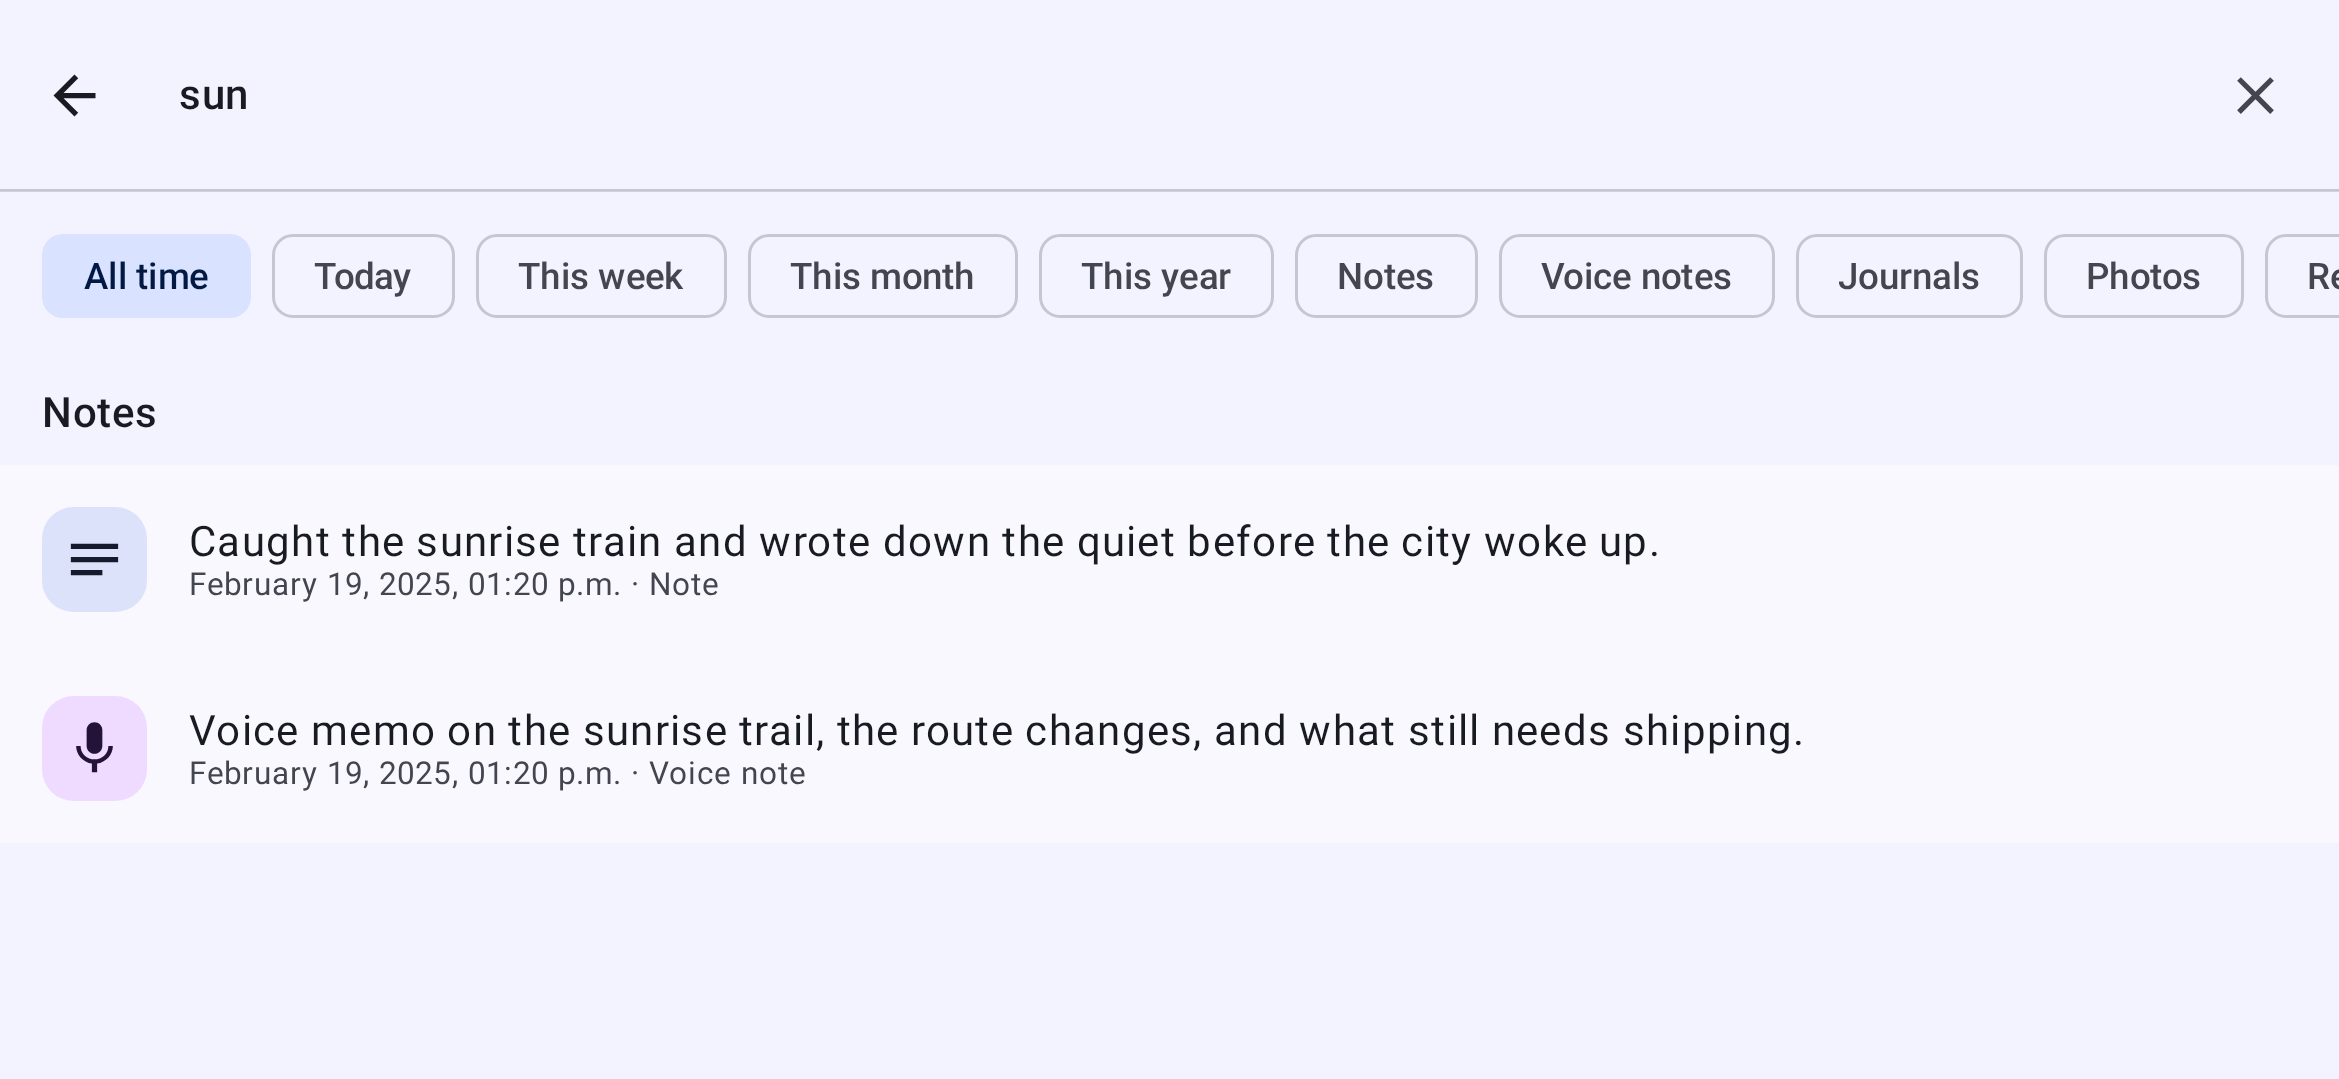 sun
All time Today This week This month This year Notes Voice notes Journals Photos
Notes
Caught the sunrise train and wrote down the quiet before the city woke up.
February 19, 2025, 01:20 p.m. · Note
Voice memo on the sunrise trail, the route changes, and what still needs shipping.
February 19, 2025, 01:20 p.m. · Voice note